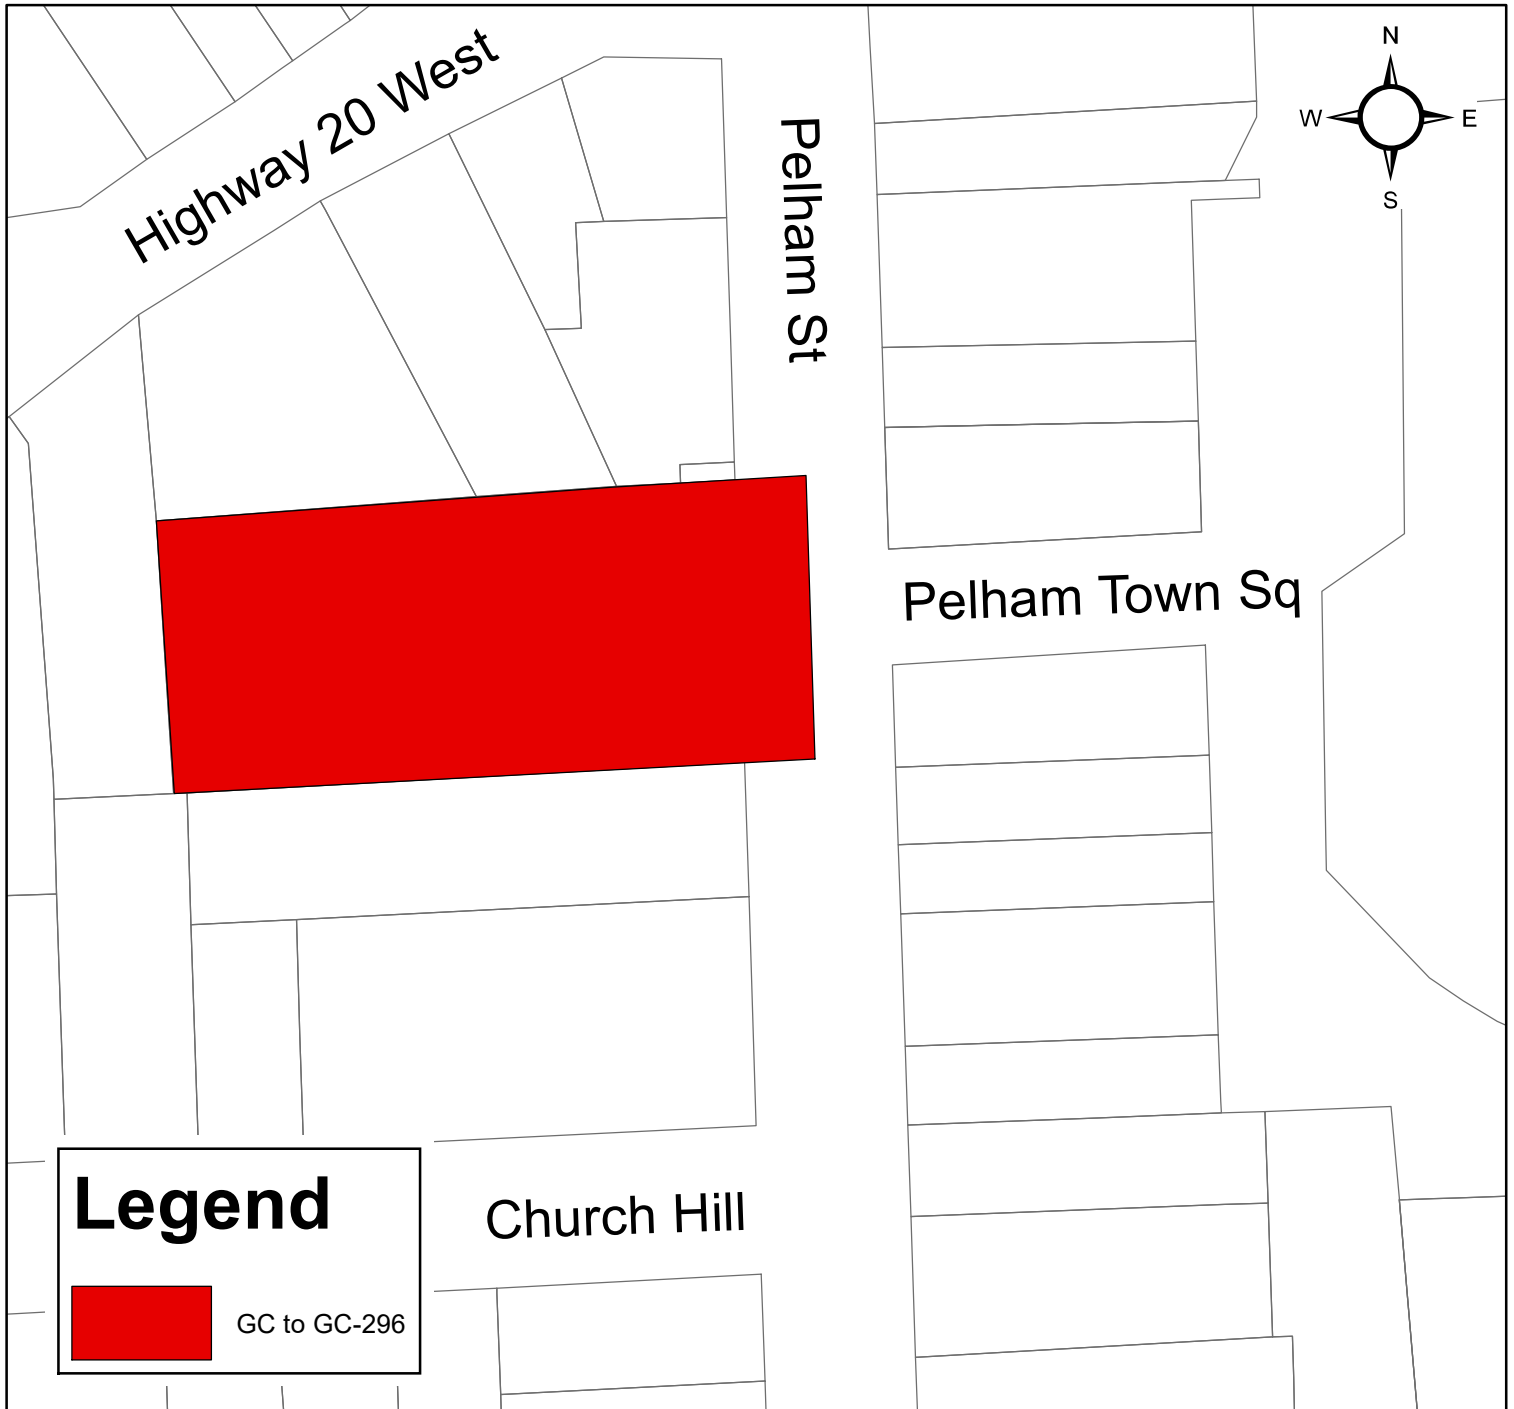 N
W
E
S
Highway 20 West
Pelham St
Pelham Town Sq
Church Hill
Legend
GC to GC-296